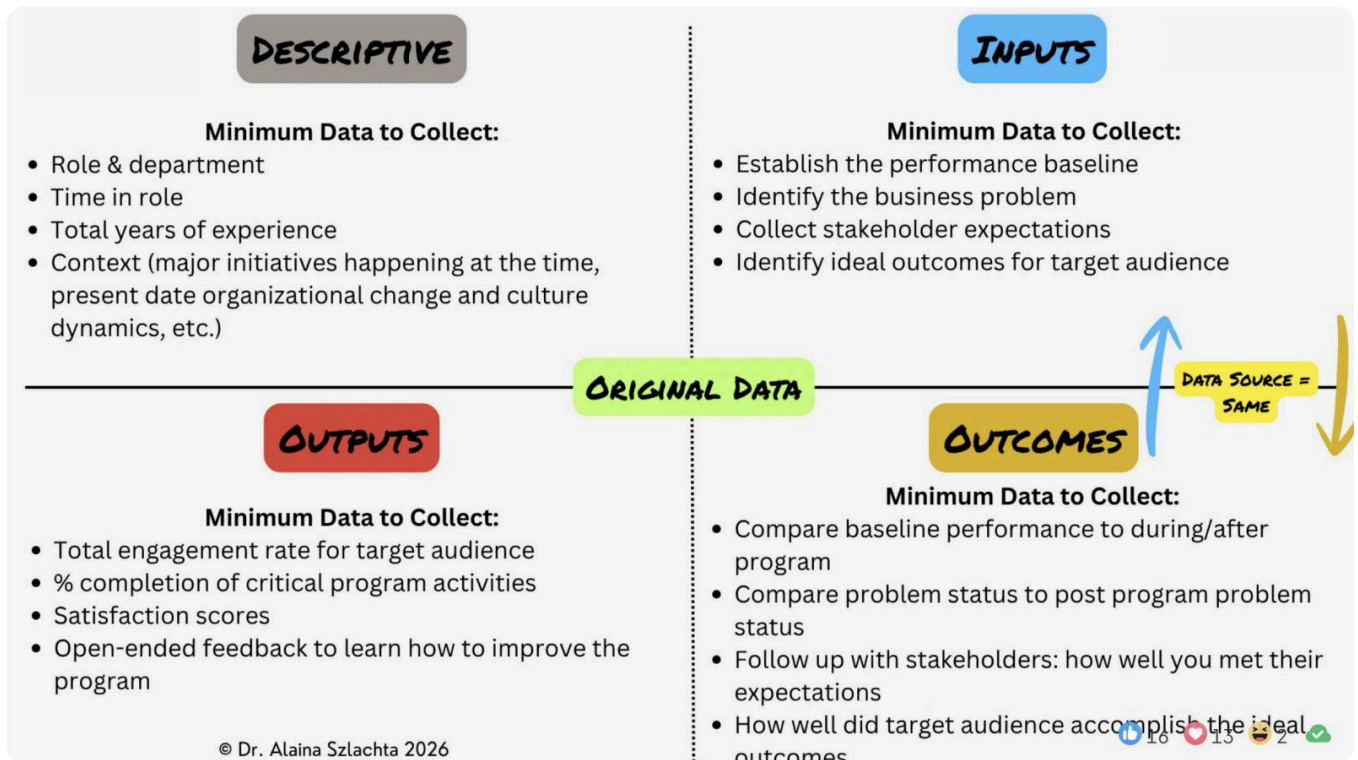 DESCRIPTIVE
Minimum Data to Collect:
• Role & department
• Time in role
• Total years of experience
• Context (major initiatives happening at the time,
present date organizational change and culture
dynamics, etc.)
INPUTS
Minimum Data to Collect:
• Establish the performance baseline
• Identify the business problem
• Collect stakeholder expectations
• Identify ideal outcomes for target audience
ORIGINAL DATA
DATA SOURCE =
SAME
OUTPUTS
Minimum Data to Collect:
• Total engagement rate for target audience
• % completion of critical program activities
• Satisfaction scores
• Open-ended feedback to learn how to improve the
program
© Dr. Alaina Szlachta 2026
OUTCOMES
Minimum Data to Collect:
• Compare baseline performance to during/after
program
• Compare problem status to post program problem
status
• Follow up with stakeholders: how well you met their
expectations
• How well did target audience accomplish the ideal
outcomes
16 13 2